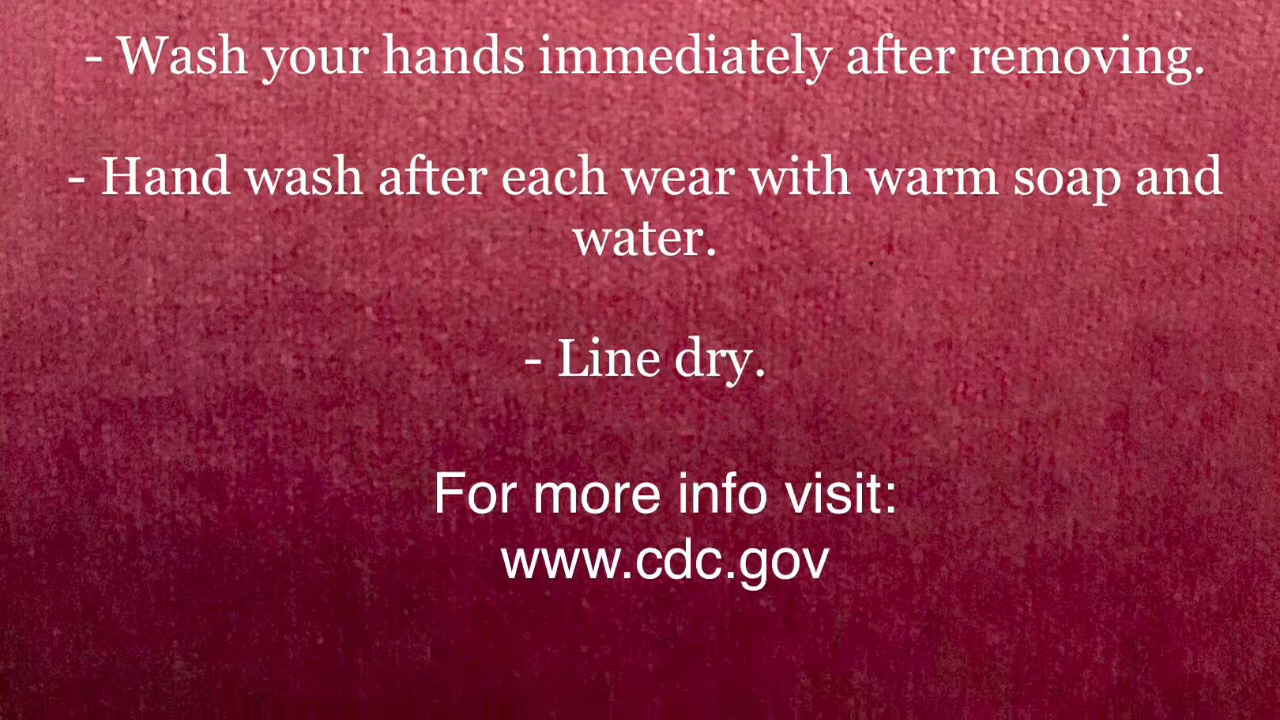 - Wash your hands immediately after removing.
- Hand wash after each wear with warm soap and
water.
- Line dry.
For more info visit:
www.cdc.gov